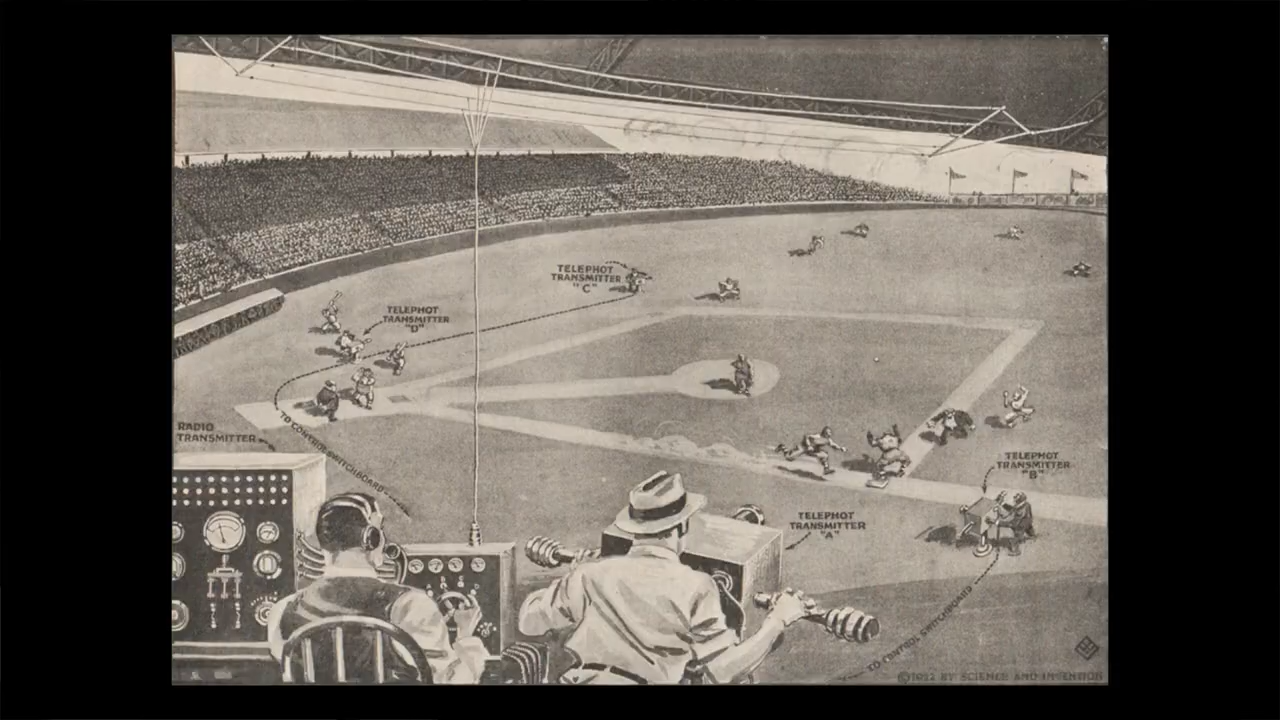 TELEPHOT
TRANSMITTER
"C"
TELEPHOT
TRANSMITTER
"D"
RADIO
TRANSMITTER
TO CONTROL SWITCHBOARD
TELEPHOT
TRANSMITTER
"B"
TELEPHOT
TRANSMITTER
"A"
TO CONTROL SWITCHBOARD
©1922 BY SCIENCE AND INVENTION